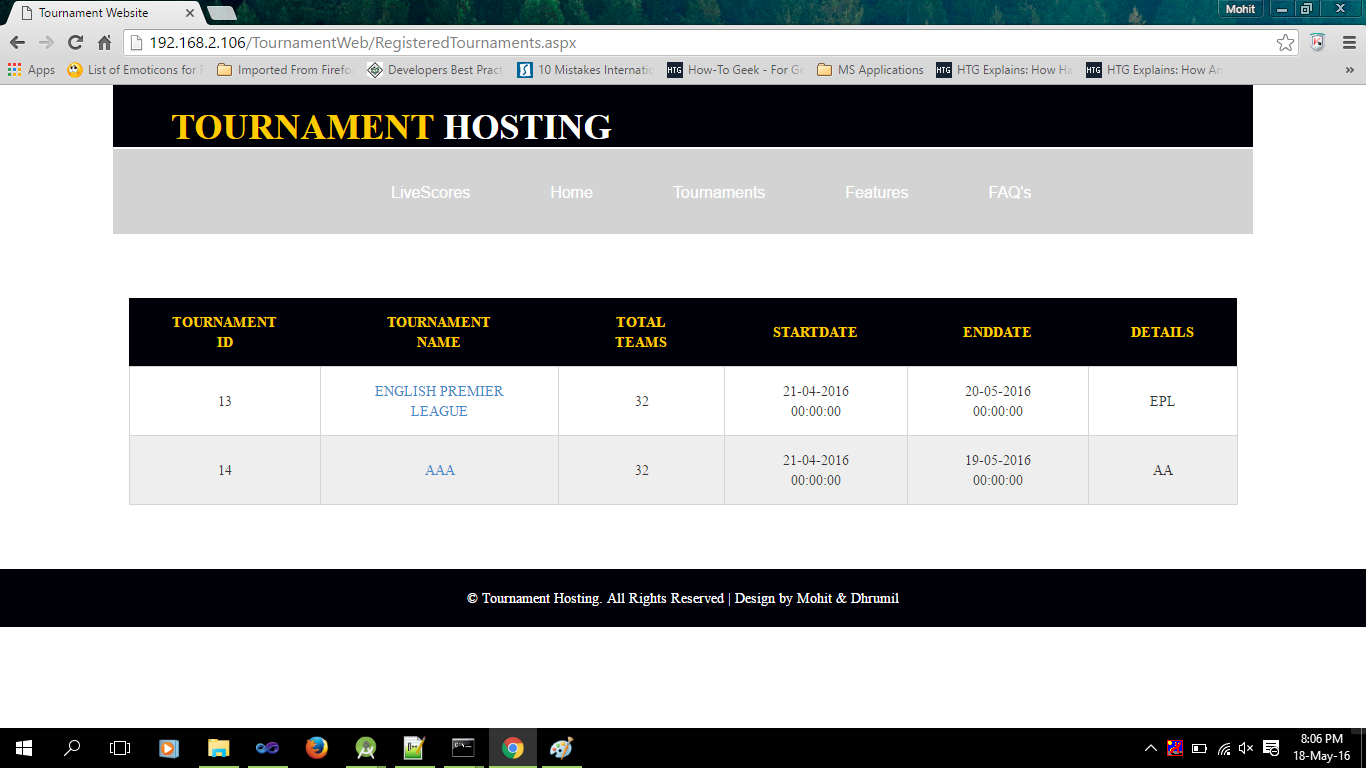 Tournament Website
Mohit
192.168.2.106/TournamentWeb/RegisteredTournaments.aspx
Apps
List of Emoticons for
Imported From Firefo
Developers Best Pract
10 Mistakes Internatio
HTG
How-To Geek - For Ge
MS Applications
HTG
HTG Explains: How Ha
HTG
HTG Explains: How An
TOURNAMENT HOSTING
LiveScores
Home
Tournaments
Features
FAQ's
TOURNAMENT
ID
TOURNAMENT
NAME
TOTAL
TEAMS
STARTDATE
ENDDATE
DETAILS
13
ENGLISH PREMIER
LEAGUE
32
21-04-2016
00:00:00
20-05-2016
00:00:00
EPL
14
AAA
32
21-04-2016
00:00:00
19-05-2016
00:00:00
AA
© Tournament Hosting. All Rights Reserved | Design by Mohit & Dhrumil
8:06 PM
18-May-16